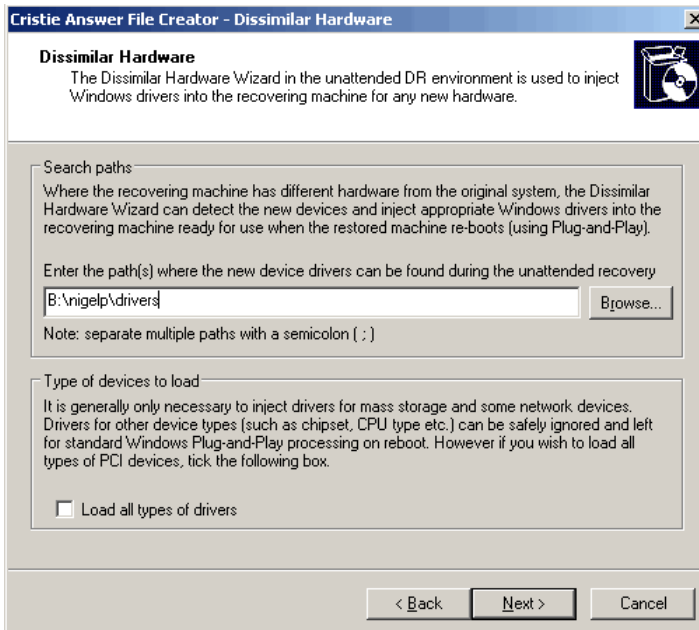 Cristie Answer File Creator - Dissimilar Hardware
Dissimilar Hardware
The Dissimilar Hardware Wizard in the unattended DR environment is used to inject
Windows drivers into the recovering machine for any new hardware.
Search paths
Where the recovering machine has different hardware from the original system, the Dissimilar
Hardware Wizard can detect the new devices and inject appropriate Windows drivers into the
recovering machine ready for use when the restored machine re-boots (using Plug-and-Play).
Enter the path(s) where the new device drivers can be found during the unattended recovery
B:\nigelp\drivers
Browse...
Note: separate multiple paths with a semicolon ( ; )
Type of devices to load
It is generally only necessary to inject drivers for mass storage and some network devices.
Drivers for other device types (such as chipset, CPU type etc.) can be safely ignored and left
for standard Windows Plug-and-Play processing on reboot. However if you wish to load all
types of PCI devices, tick the following box.
Load all types of drivers
< Back
Next >
Cancel